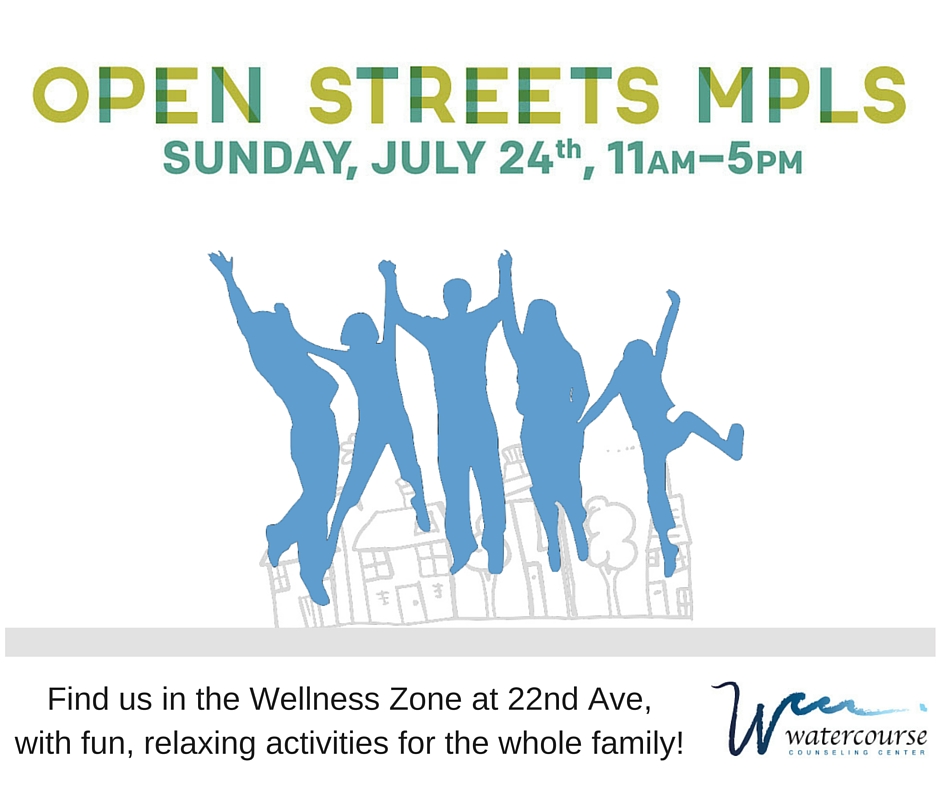 OPEN STREETS MPLS
SUNDAY, JULY 24th, 11AM–5PM
Find us in the Wellness Zone at 22nd Ave,
with fun, relaxing activities for the whole family!
watercourse
COUNSELING CENTER